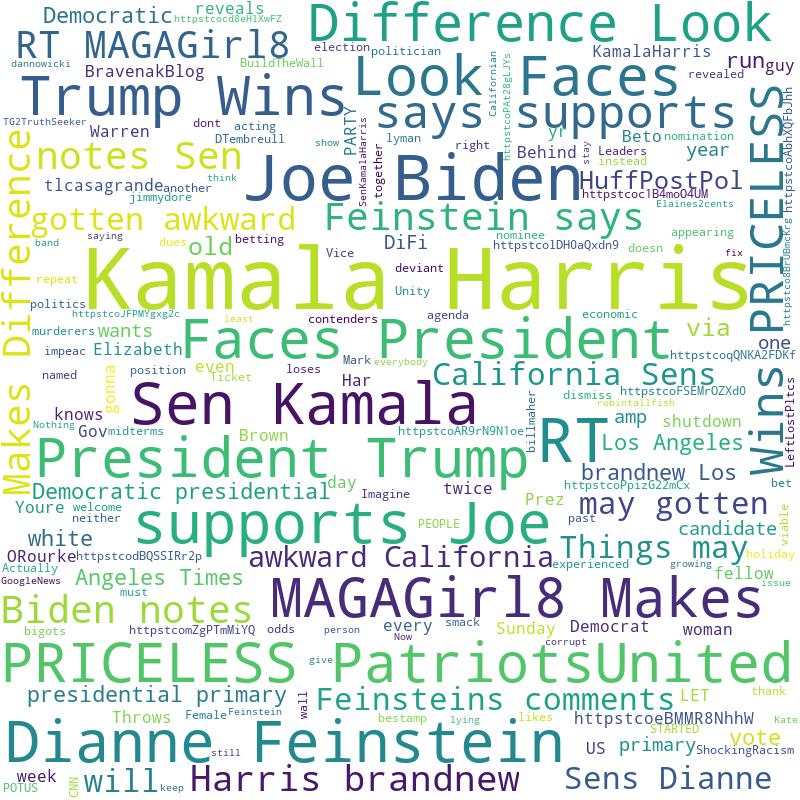 Democratic
reveals
httpstcocd8eHlXwFZ
Difference Look
RT MAGAGirl8
election
politician
KamalaHarris
dannowicki
BravenakBlog
BuildTheWall
Look Faces
revealed
run
guy
Trump Wins
Californian
httpstcoPAt28gLJYs
TG2TruthSeeker
Warren
dont
acting
DTembreull
PARTY
says supports
lyman
yr
Beto
nomination
PRICELESS
notes Sen
show
SenKamalaHarris
together
right
Behind
stay
Leaders
instead
year
tlcasagrande
another
jimmydore
think
Joe Biden
HuffPostPol
httpstcoc1B4moO4UM
Elaines2cents
Makes Difference
gotten awkward
Feinstein says
nominee
appearing
band
saying
dues
old
betting
Vice
DiFi
httpstco1DHOaQxdn9
doesn
fix
deviant
Unity
repeat
Kamala Harris
politics
httpstcoJFPMYgxg2c
least
contenders
agenda
economic
via
murderers
wants
one
impeac
Elizabeth
Faces President
httpstcoqQNKA2FDKf
named
position
even
loses
Mark
everybody
California Sens
gonna
Ticket
Har
dismiss
httpstcoFSEMrOZXd0
knows
Sen Kamala
billmaher
robintallfish
amp
shutdown
Wins
LeftLostPltcs
Nothing
Gov
midterms
Brown
httpstcoAR9rN9N1oe
RT
Los Angeles
President Trump
brandnew Los
bet
Democratic presidential
day
Imagine
twice
Prez
httpstcoPpizG22mCx
Youre
welcome
neither
may gotten
past
white
supports Joe
PEOPLE
candidate
viable
ORourke
httpstcodBQSSIRr2p
awkward California
Things may
Actually
experienced
growing
holiday
GoogleNews
Angeles Times
fellow
issue
must
MAGAGirl8 Makes
Biden notes
bigots
httpstcomZgPTmMiYQ
odds
person
every
smack
Sunday
Democrat
woman
Now
corrupt
PRICELESS PatriotsUnited
give
presidential primary
wall
Feinsteins comments
LET
thank
Throws
Female
Feinstein
bestamp
lying
likes
httpstcoeBMMR8NhhW
STARTED
Kate
Dianne Feinstein
US
primary
vote
ShockingRacism
still
week
POTUS
CNN
will
keep
Harris brandnew
Sens Dianne